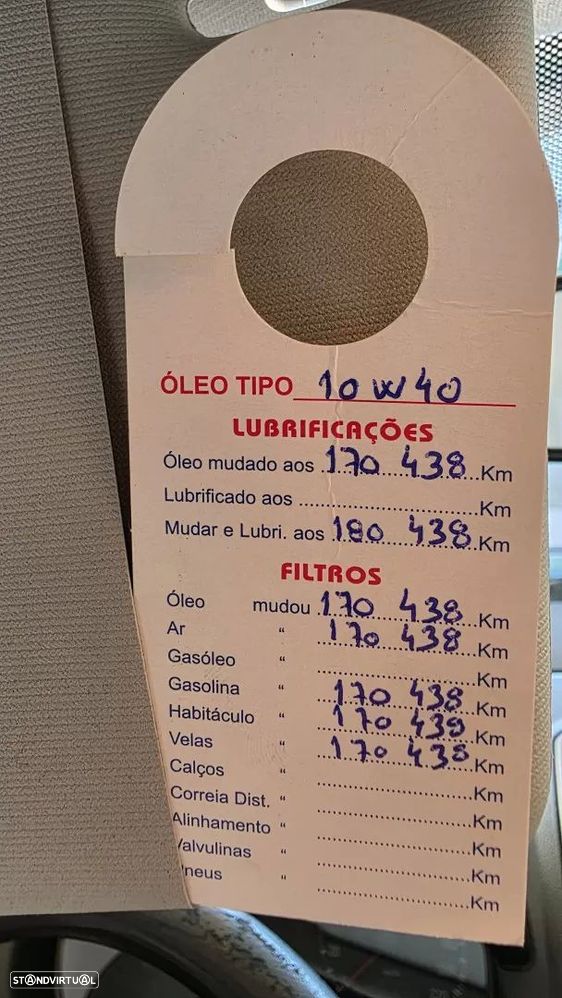 ÓLEO TIPO 10W40
LUBRIFICAÇÕES
Óleo mudado aos 170 438 Km
Lubrificado aos ........ Km
Mudar e Lubri. aos 180 438 Km
FILTROS
Óleo mudou 170 438 Km
Ar “ 170 438 Km
Gasóleo “ ........ Km
Gasolina “ 170 438 Km
Habitáculo “ 170 439 Km
Velas “ 170 438 Km
Calços “ ........ Km
Correia Dist. “ ........ Km
Alinhamento “ ........ Km
Valvulinas “ ........ Km
neus “ ........ Km
STANDVIRTUAL